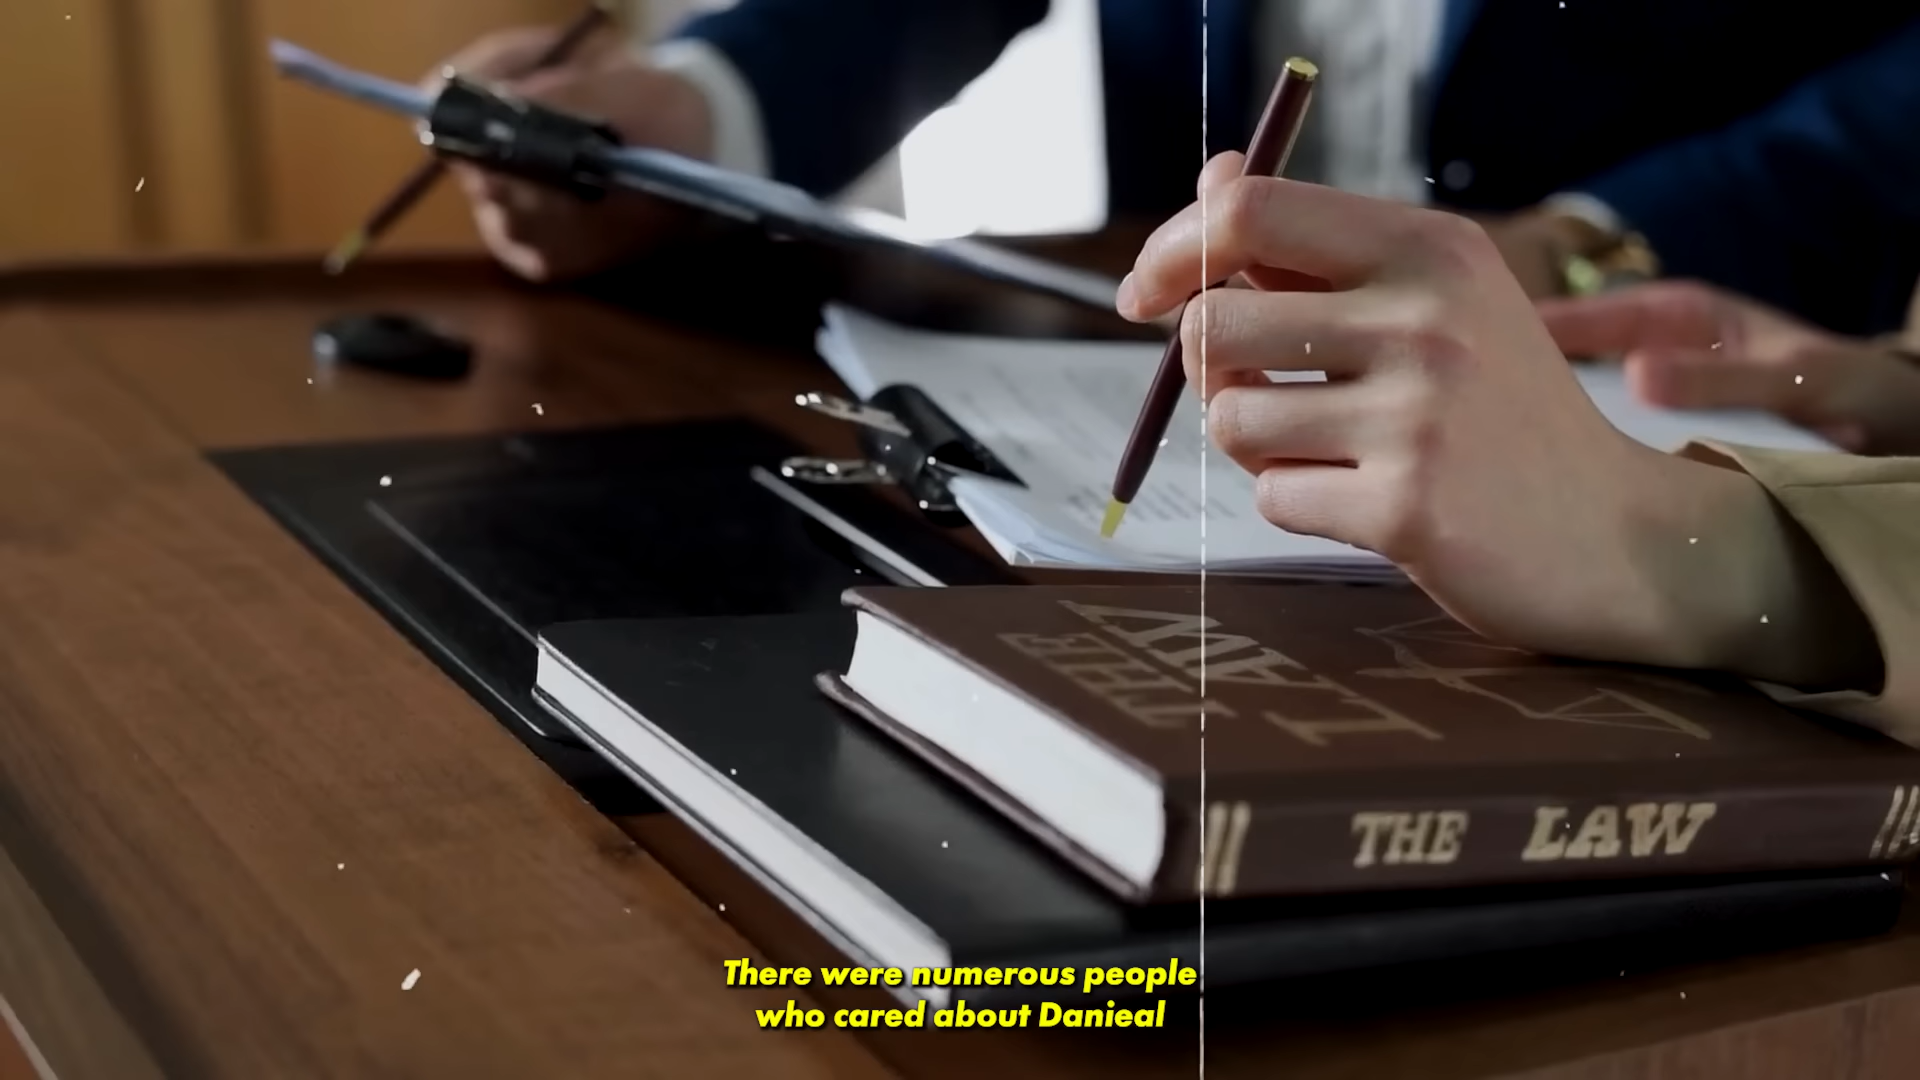 THE
LAW
THE LAW
There were numerous people
who cared about Danieal